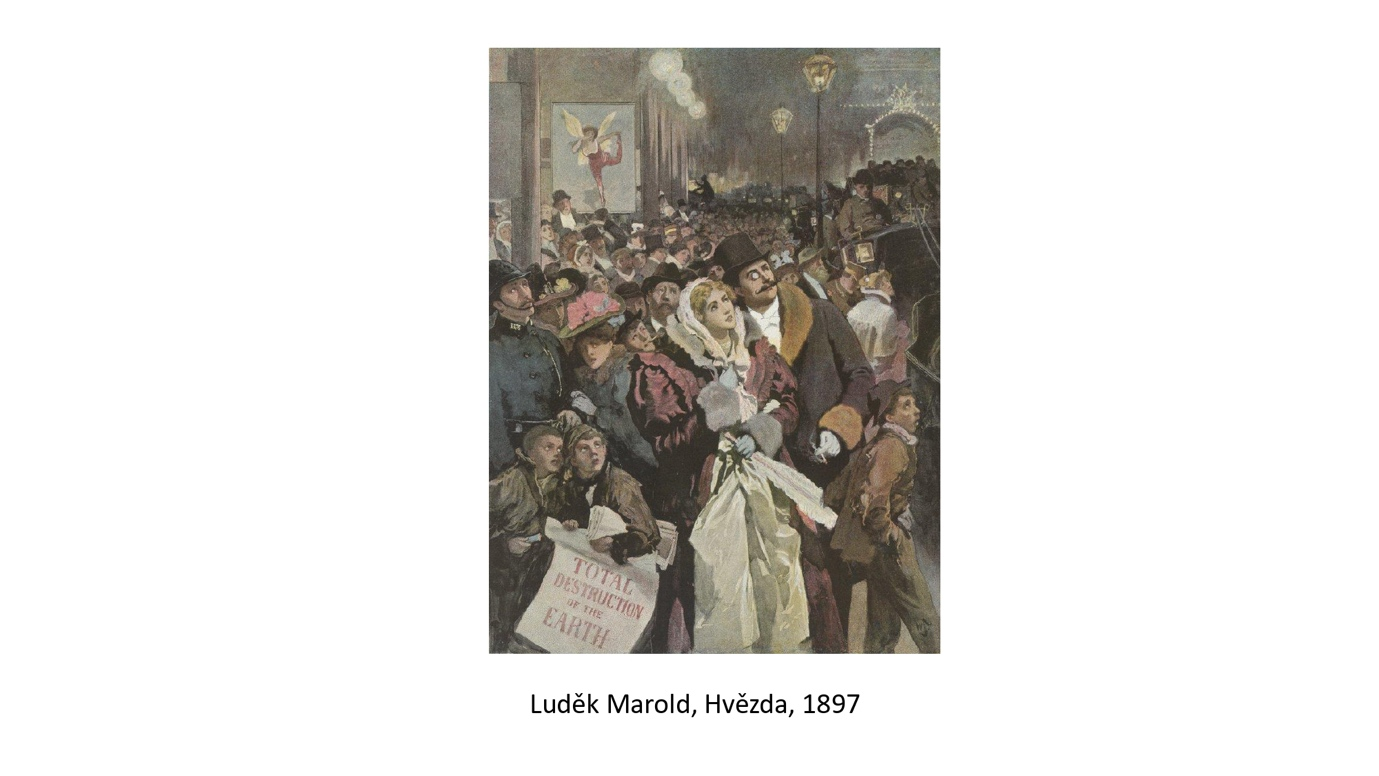 TOTAL
DESTRUCTION
OF THE
EARTH
Luděk Marold, Hvězda, 1897